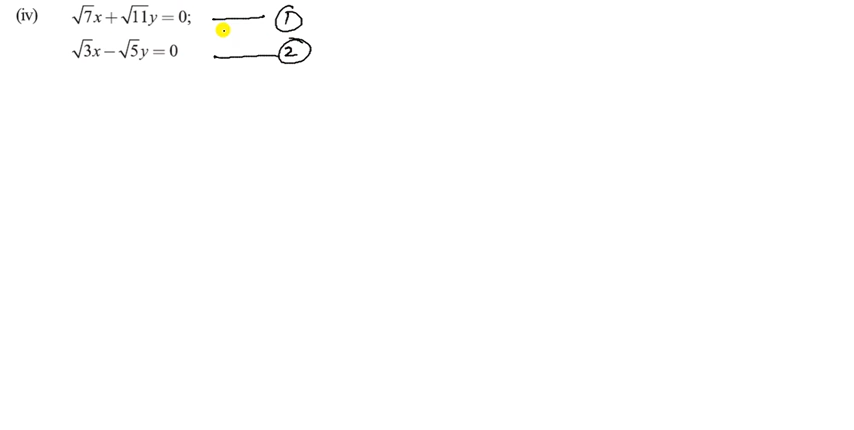 (iv) √7x + √11y = 0; —— ①
√3x − √5y = 0 —— ②